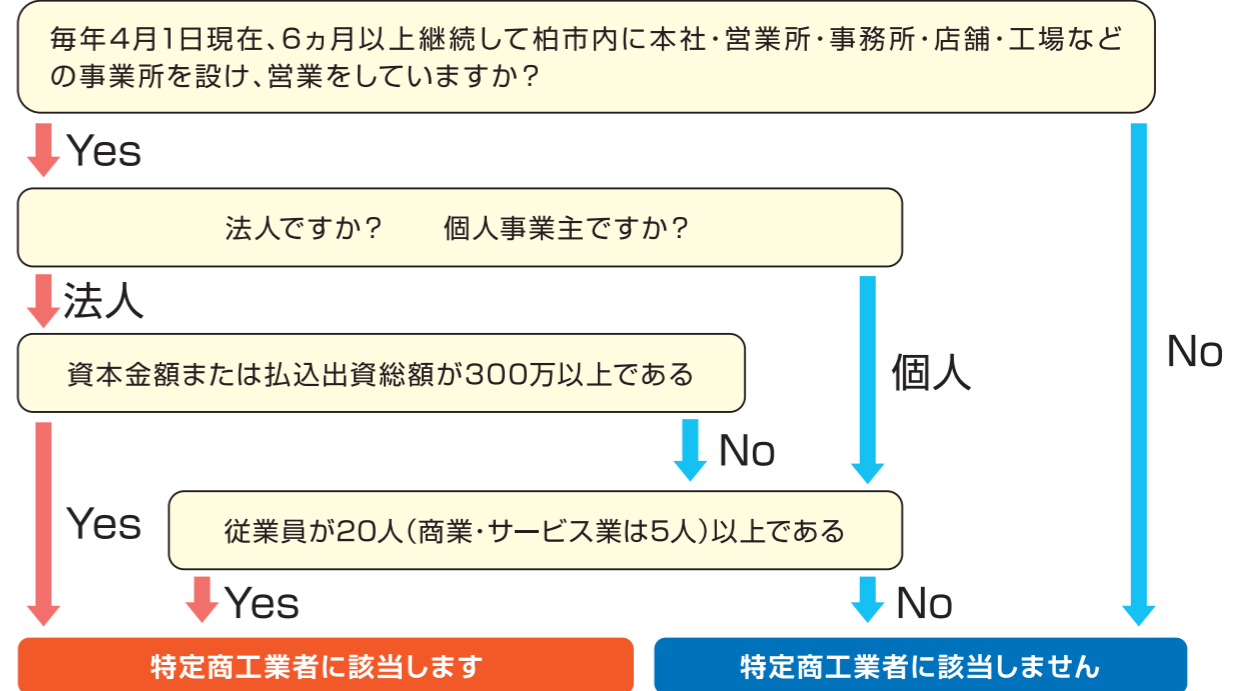 毎年4月1日現在、6ヵ月以上継続して柏市内に本社・営業所・事務所・店舗・工場など
の事業所を設け、営業をしていますか？
Yes
法人ですか？　　個人事業主ですか？
法人
資本金額または払込出資総額が300万以上である
個人
No
No
Yes
従業員が20人（商業・サービス業は5人）以上である
Yes
No
特定商工業者に該当します
特定商工業者に該当しません